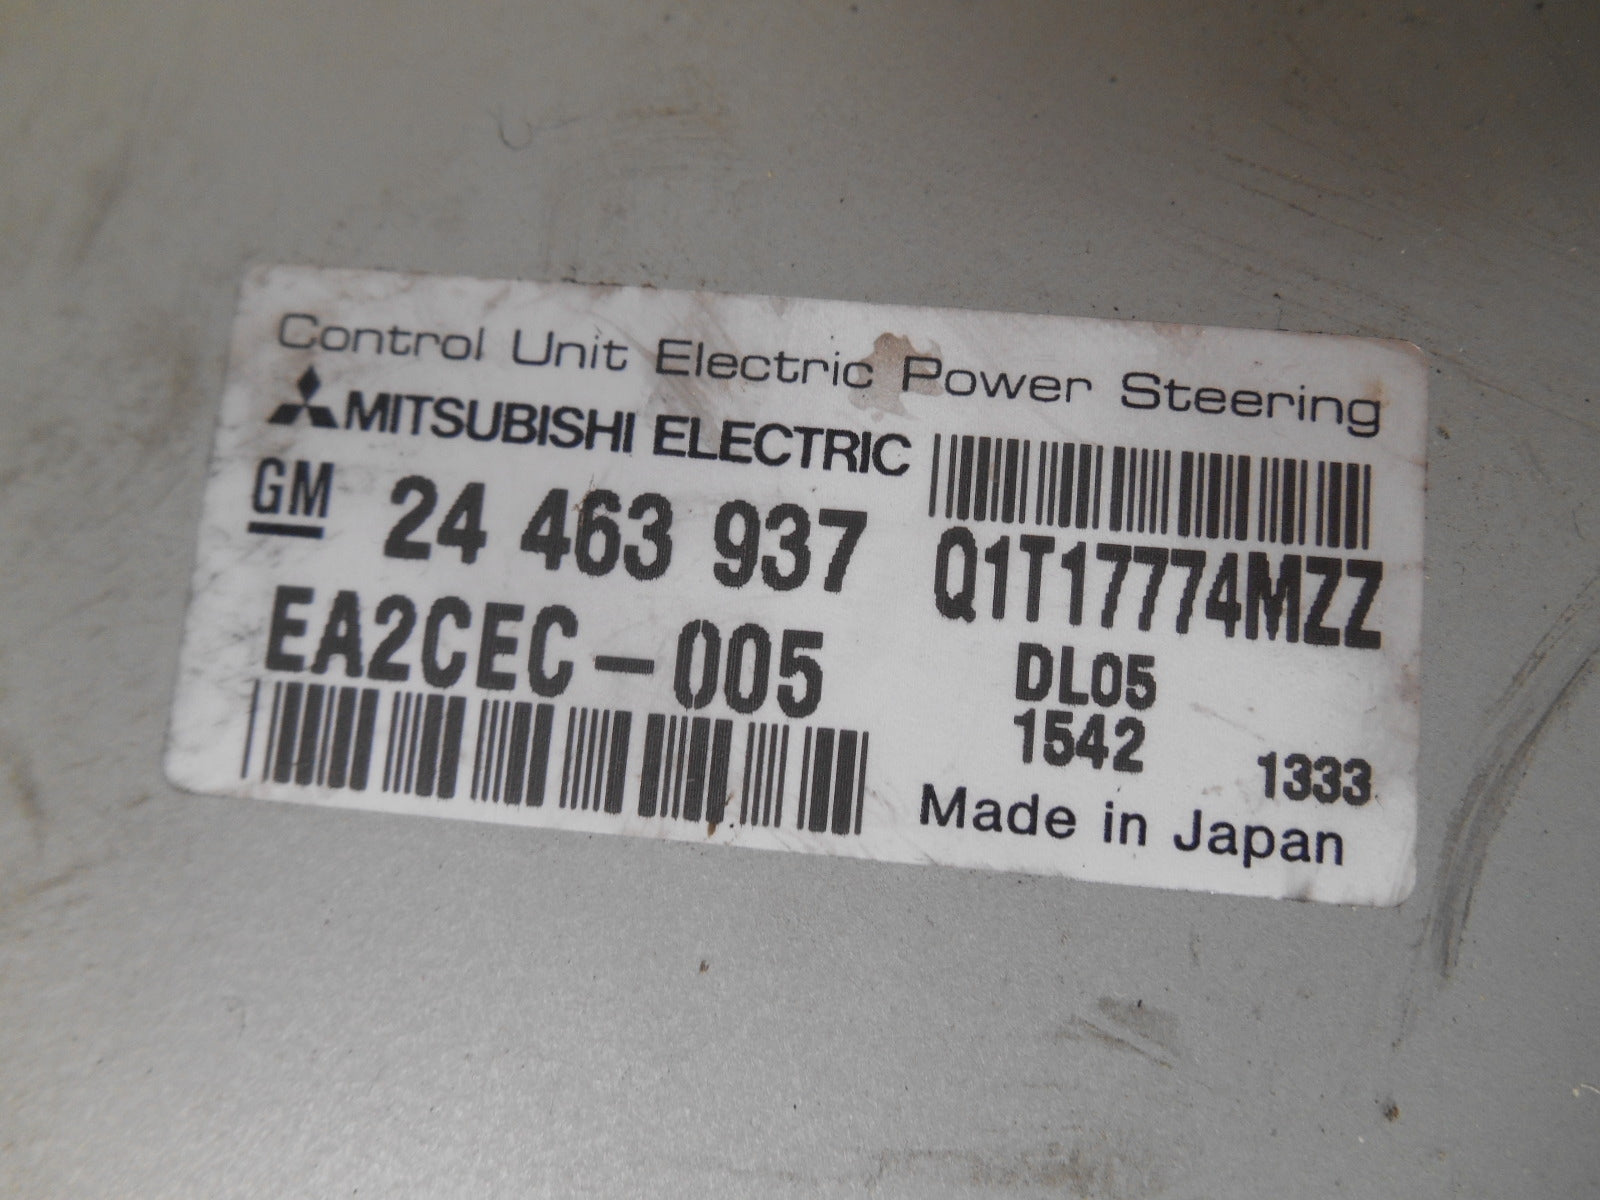 Control Unit Electric Power Steering
MITSUBISHI ELECTRIC
GM 24 463 937
Q1T17774MZZ
EA2CEC-005
DL05
1542
1333
Made in Japan